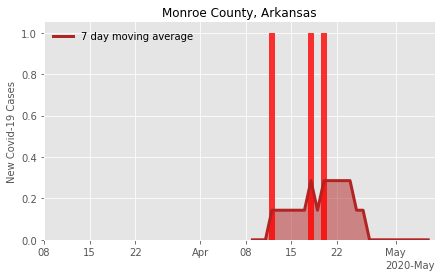 Monroe County, Arkansas
7 day moving average
New Covid-19 Cases
1.0
0.8
0.6
0.4
0.2
0.0
08 15 22 Apr 08 15 22 May
2020-May